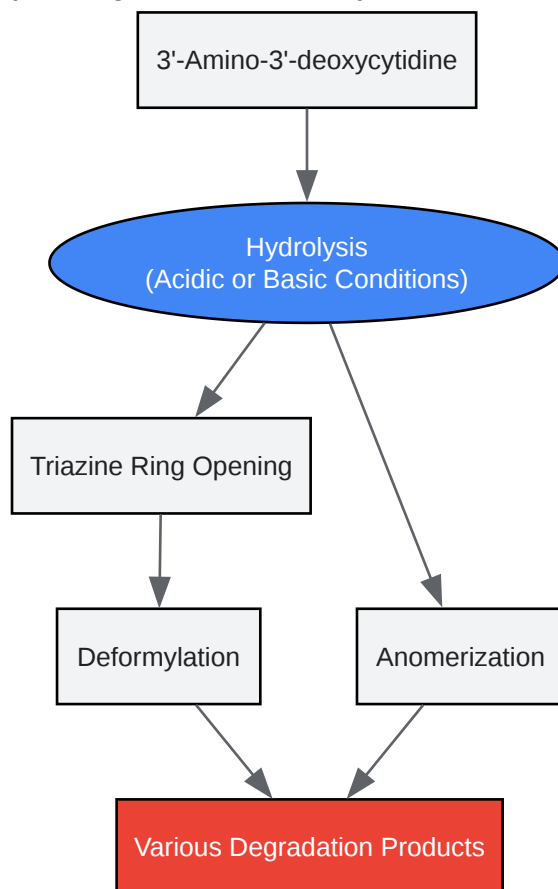 3'-Amino-3'-deoxycytidine
Hydrolysis
(Acidic or Basic Conditions)
Triazine Ring Opening
Deformylation
Anomerization
Various Degradation Products